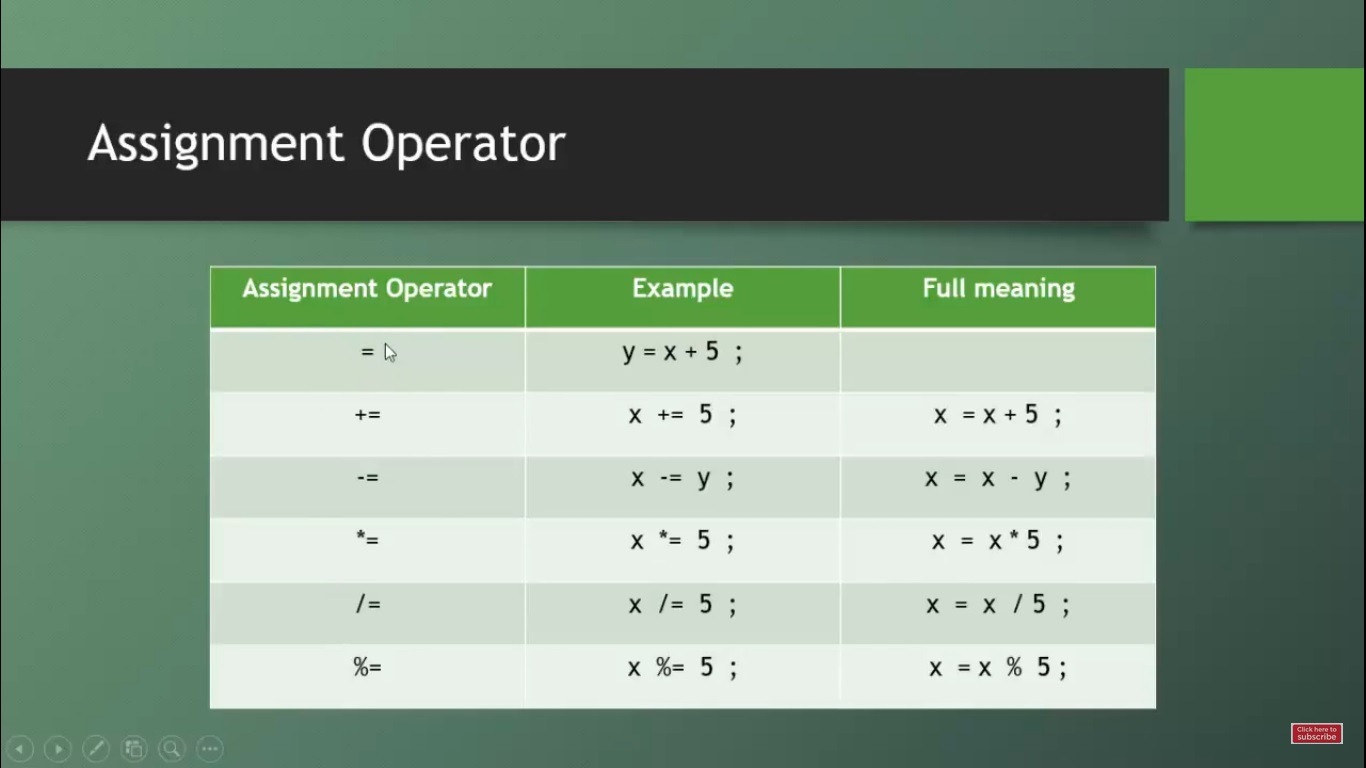 Assignment Operator
Assignment Operator Example Full meaning
= y = x + 5 ;
+= x += 5 ; x = x + 5 ;
-= x -= y ; x = x - y ;
*= x *= 5 ; x = x * 5 ;
/= x /= 5 ; x = x / 5 ;
%= x %= 5 ; x = x % 5 ;
Click here to
subscribe